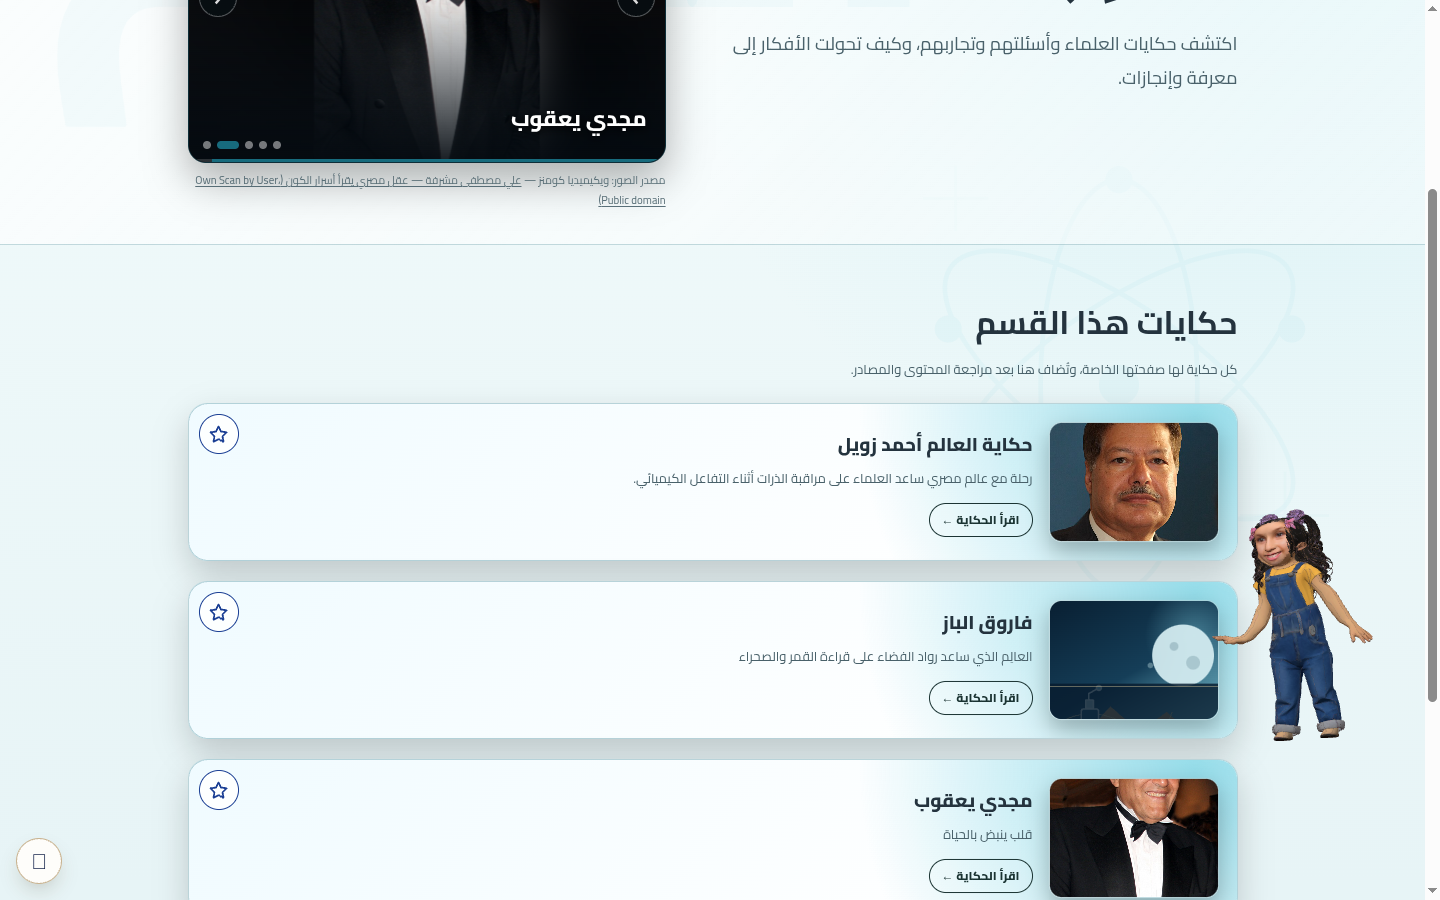 اكتشف حكايات العلماء وأسئلتهم وتجاربهم، وكيف تحولت الأفكار إلى
معرفة وإنجازات.
مجدي يعقوب
مصدر الصور: ويكيميديا كومنز — علي مصطفى مشرفة — عقل مصري يقرأ أسرار الكون (Own Scan by User.،
Public domain)
حكايات هذا القسم
كل حكاية لها صفحتها الخاصة، وتُضاف هنا بعد مراجعة المحتوى والمصادر.
حكاية العالم أحمد زويل
رحلة مع عالم مصري ساعد العلماء على مراقبة الذرات أثناء التفاعل الكيميائي.
اقرأ الحكاية ←
فاروق الباز
العالِم الذي ساعد رواد الفضاء على قراءة القمر والصحراء
اقرأ الحكاية ←
مجدي يعقوب
قلب ينبض بالحياة
اقرأ الحكاية ←